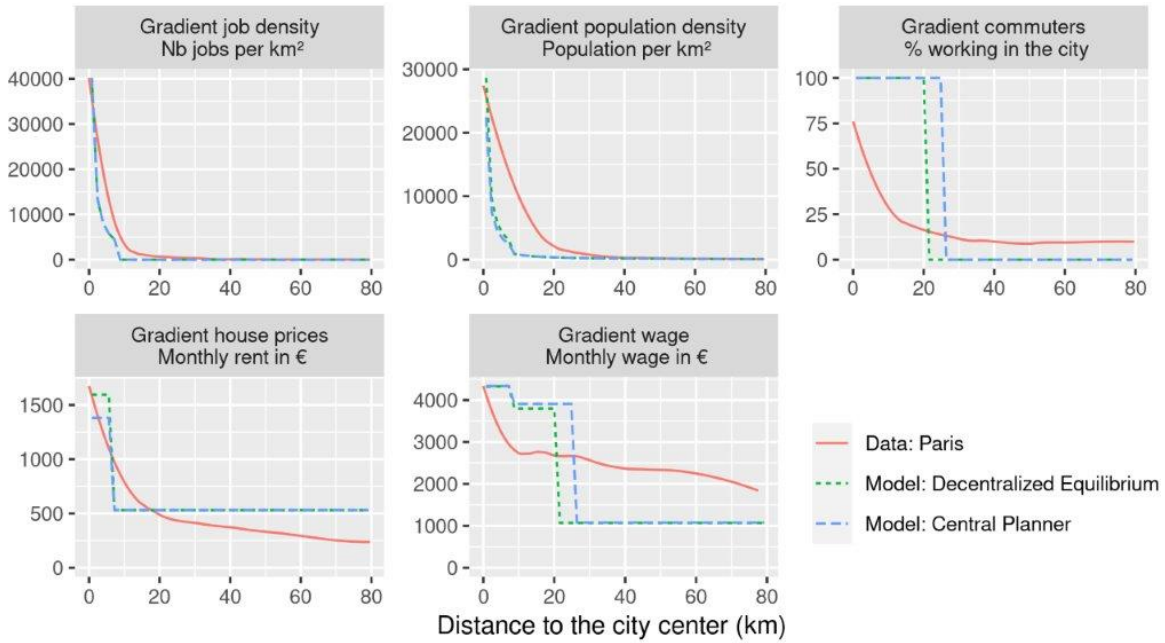 Gradient job density
Nb jobs per km²
40000
30000
20000
10000
0
0 20 40 60 80
Gradient population density
Population per km²
30000
20000
10000
0
0 20 40 60 80
Gradient commuters
% working in the city
100
75
50
25
0
0 20 40 60 80
Gradient house prices
Monthly rent in €
1500
1000
500
0
0 20 40 60 80
Gradient wage
Monthly wage in €
4000
3000
2000
1000
0
0 20 40 60 80
Data: Paris
Model: Decentralized Equilibrium
Model: Central Planner
Distance to the city center (km)